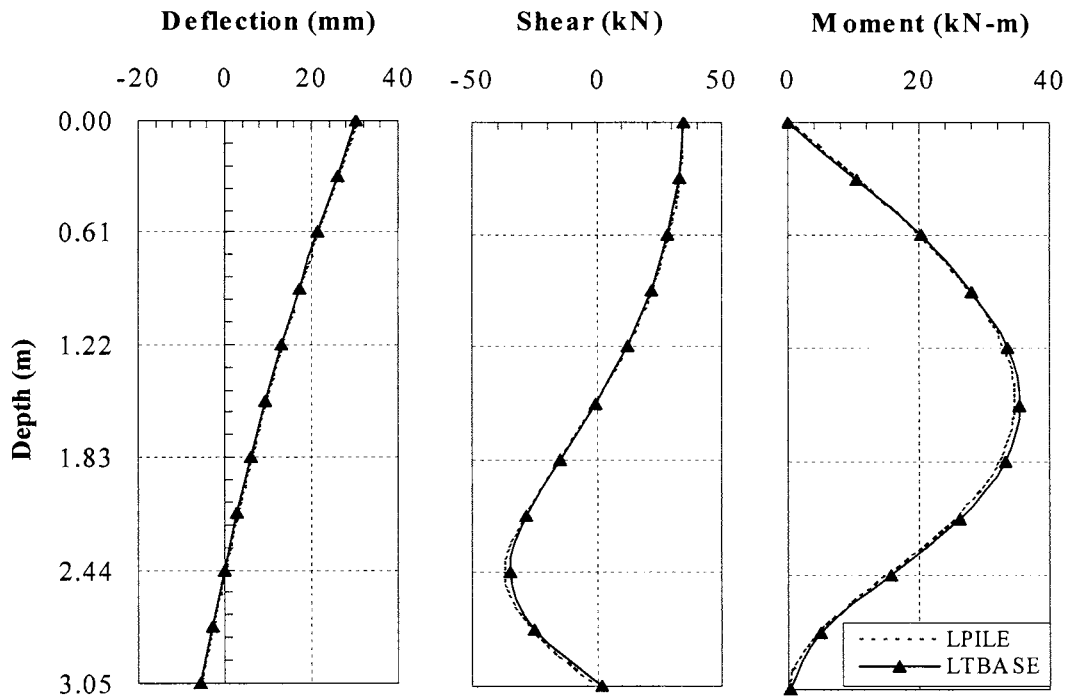 Deflection (mm) Shear (kN) Moment (kN-m)
-20 0 20 40 -50 0 50 0 20 40
0.00
0.61
1.22
1.83
2.44
3.05
Depth (m)
LPILE
LTBASE